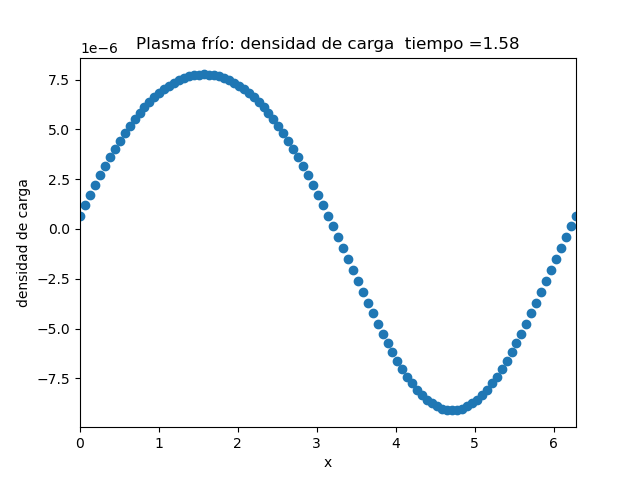 Plasma frío: densidad de carga  tiempo =1.58
1e−6
7.5
5.0
2.5
0.0
−2.5
−5.0
−7.5
densidad de carga
0 1 2 3 4 5 6
x